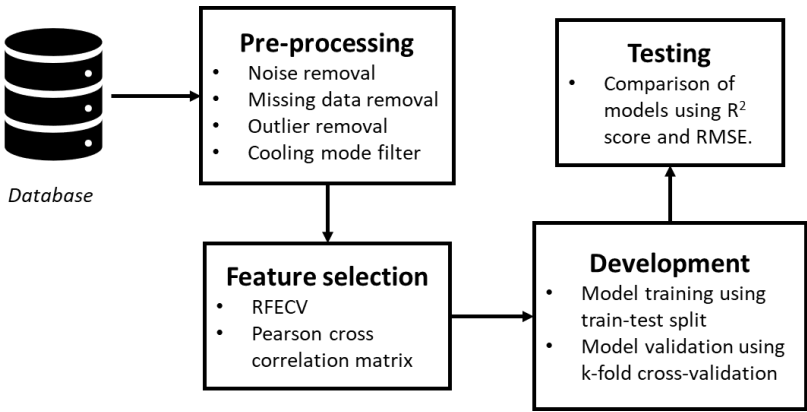 Database
Pre-processing
• Noise removal
• Missing data removal
• Outlier removal
• Cooling mode filter
Feature selection
• RFECV
• Pearson cross
correlation matrix
Development
• Model training using
train-test split
• Model validation using
k-fold cross-validation
Testing
• Comparison of
models using R²
score and RMSE.